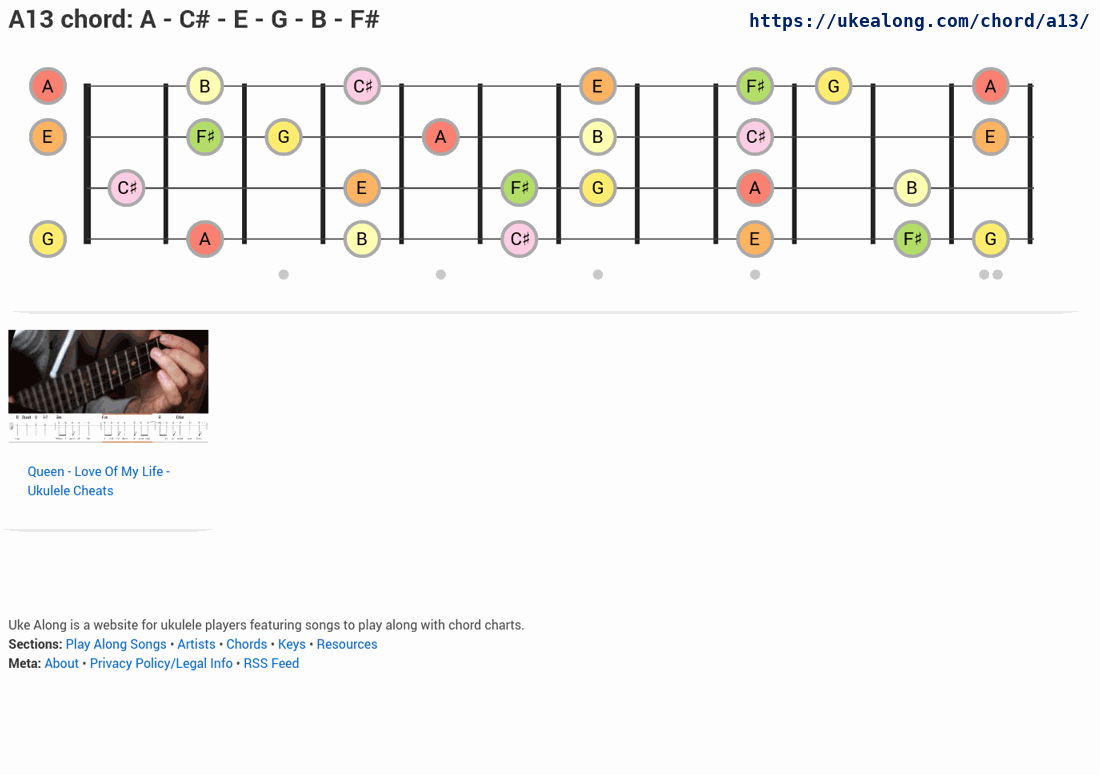 A13 chord: A - C# - E - G - B - F#
https://ukealong.com/chord/a13/
A B C♯ E F♯ G A
E F♯ G A B C♯ E
C♯ E F♯ G A B
G A B C♯ E F♯ G
Queen - Love Of My Life -
Ukulele Cheats
Uke Along is a website for ukulele players featuring songs to play along with chord charts.
Sections: Play Along Songs • Artists • Chords • Keys • Resources
Meta: About • Privacy Policy/Legal Info • RSS Feed